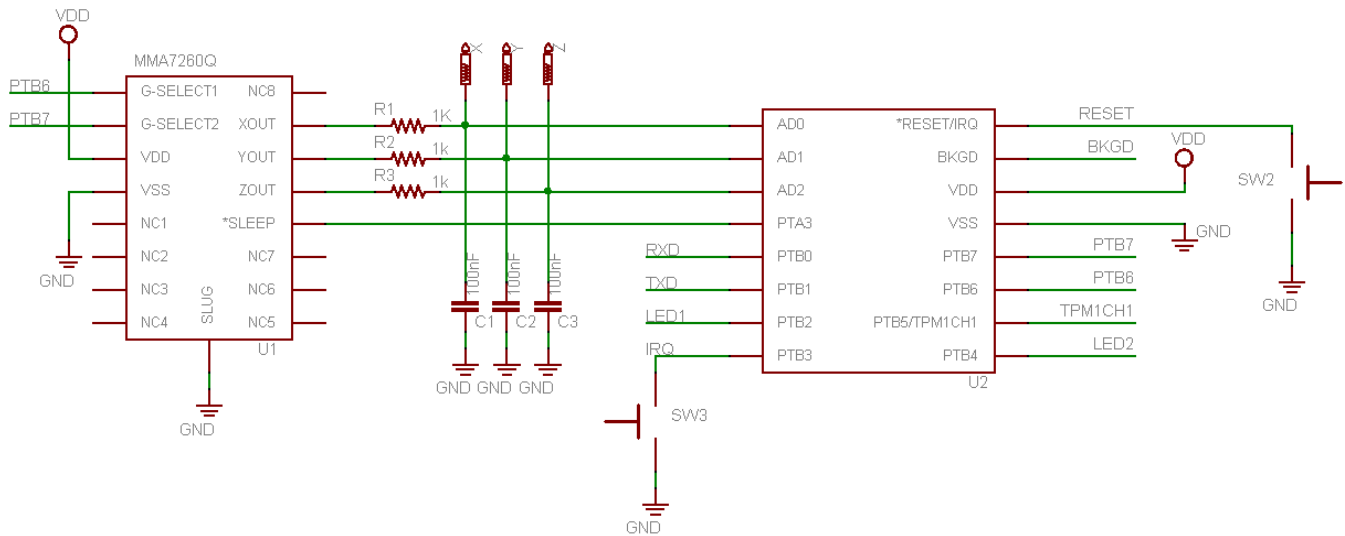 VDD
MMA7260Q
PTB6
PTB7
G-SELECT1
G-SELECT2
VDD
VSS
NC1
NC2
NC3
NC4
NC8
XOUT
YOUT
ZOUT
*SLEEP
NC7
NC6
NC5
SLUG
U1
GND
GND
R1
1K
R2
1k
R3
1k
X
Y
Z
100nF
100nF
100nF
C1
C2
C3
GND
GND
GND
RXD
TXD
LED1
IRQ
SW3
GND
AD0
AD1
AD2
PTA3
PTB0
PTB1
PTB2
PTB3
*RESET/IRQ
BKGD
VDD
VSS
PTB7
PTB6
PTB5/TPM1CH1
PTB4
U2
RESET
BKGD
VDD
GND
PTB7
PTB6
TPM1CH1
LED2
SW2
GND